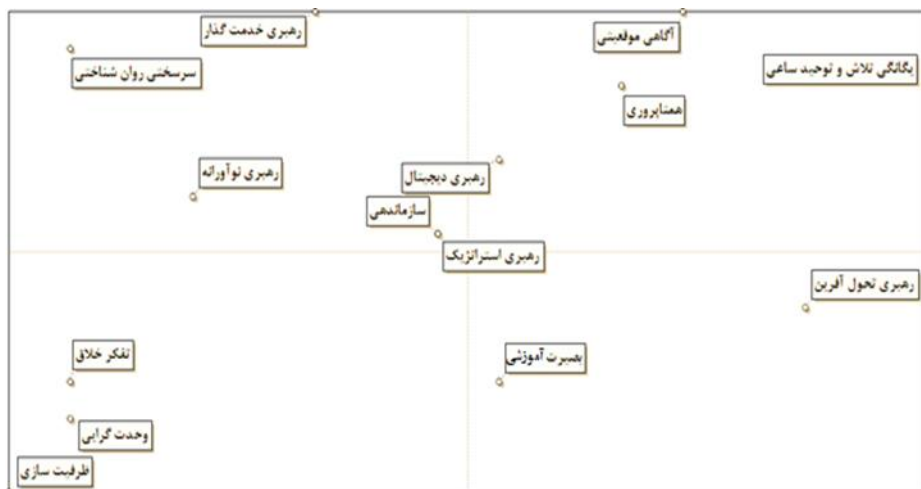 رهبری خدمت گذار
آگاهی موقعیتی
یگانگی تلاش و توحید ساعی
سرسختی روان شناختی
همتاپروری
رهبری نوآورانه
رهبری دیجیتال
سازماندهی
رهبری استراتژیک
رهبری تحول آفرین
تفکر خلاق
بصیرت آموزشی
وحدت گرایی
ظرفیت سازی